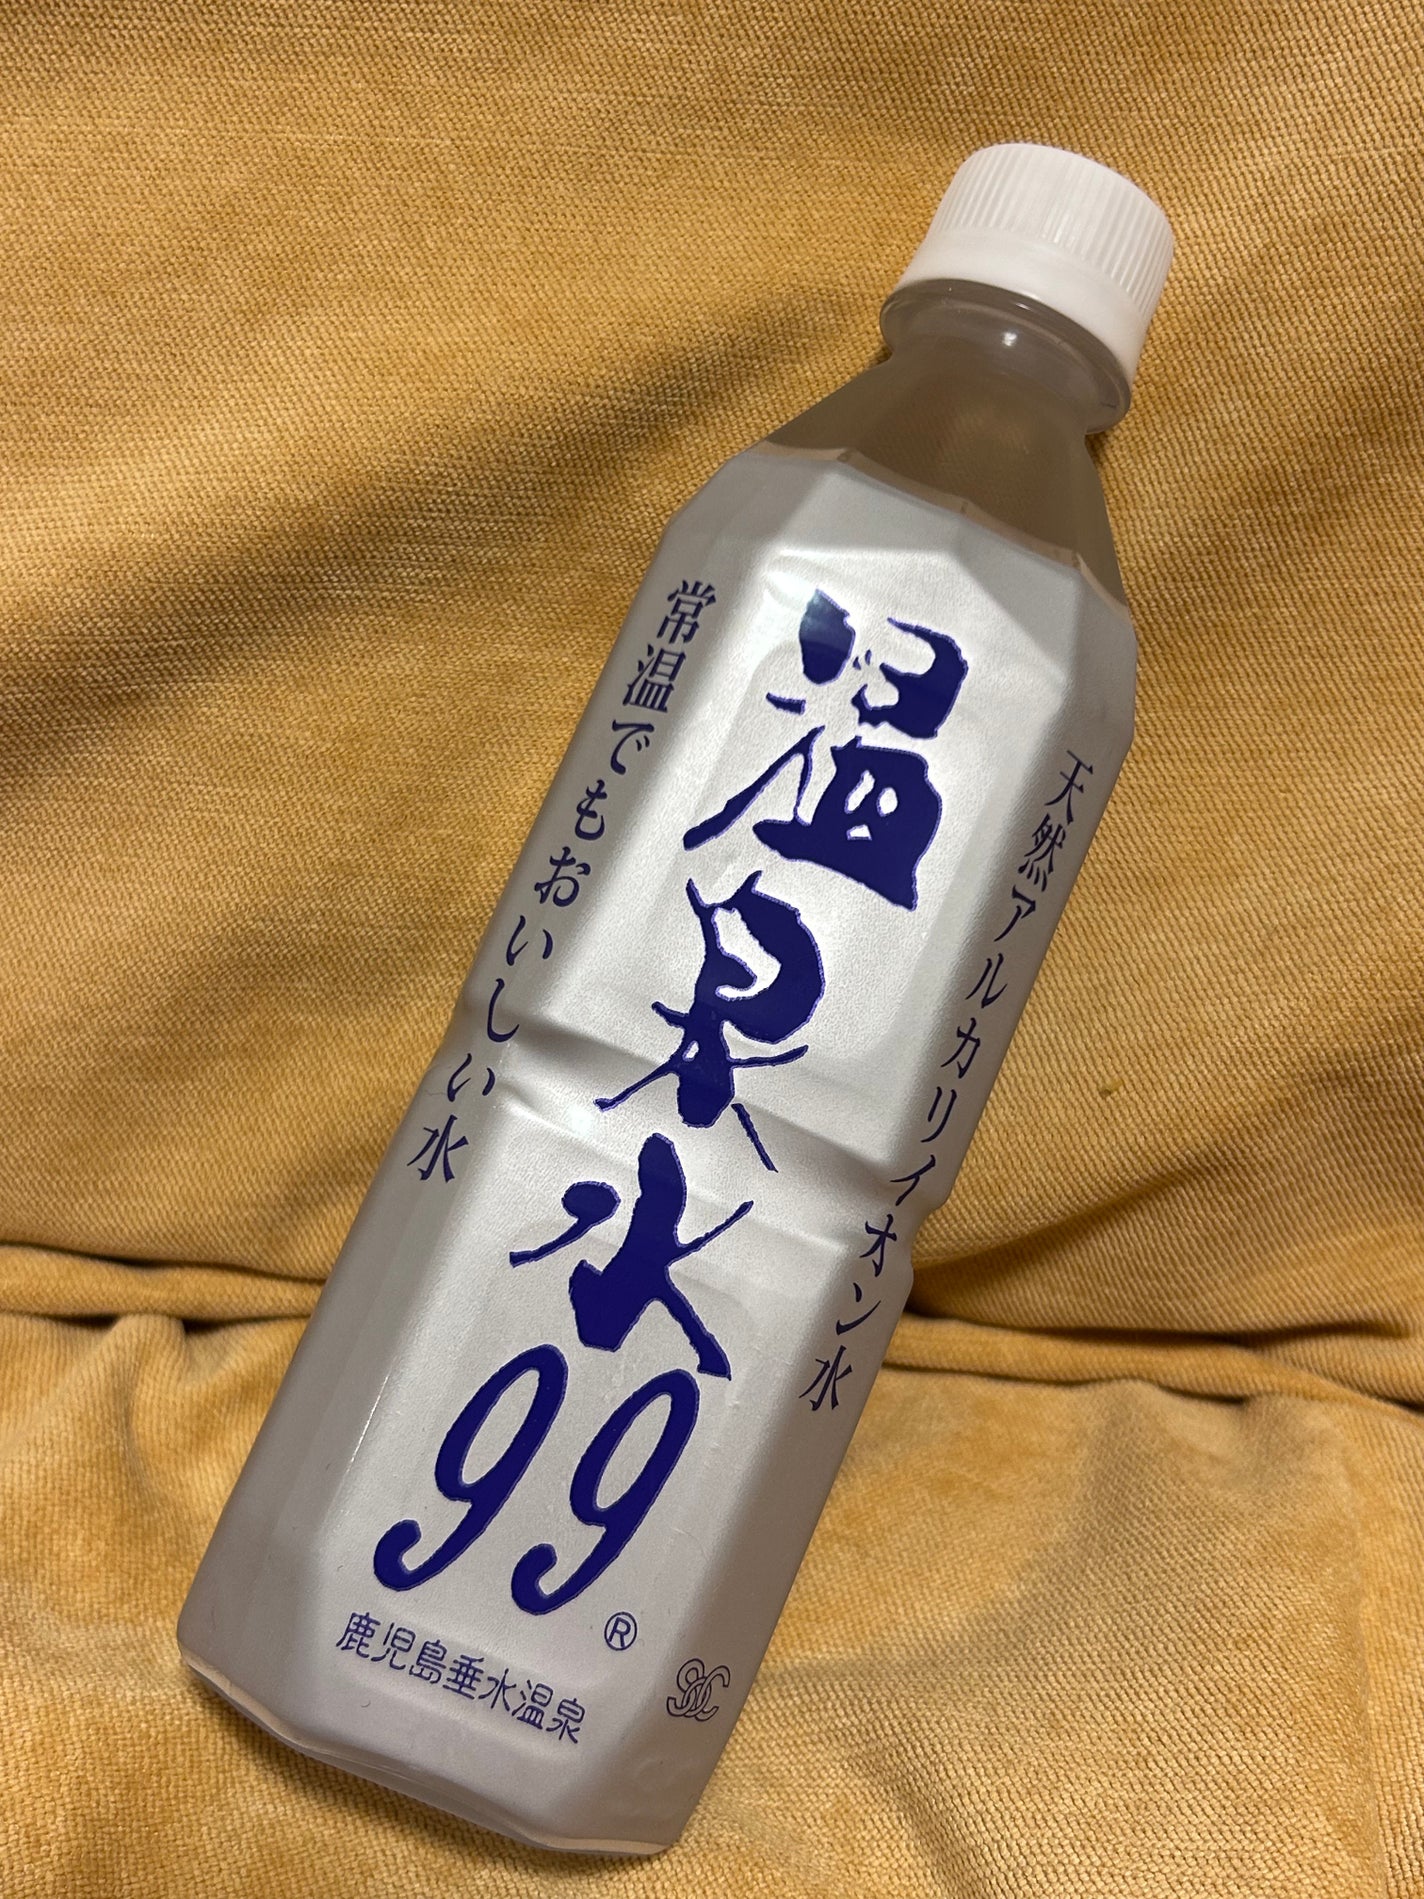 天然アルカリイオン水
温泉水99®
常温でもおいしい水
鹿児島垂水温泉
SOC